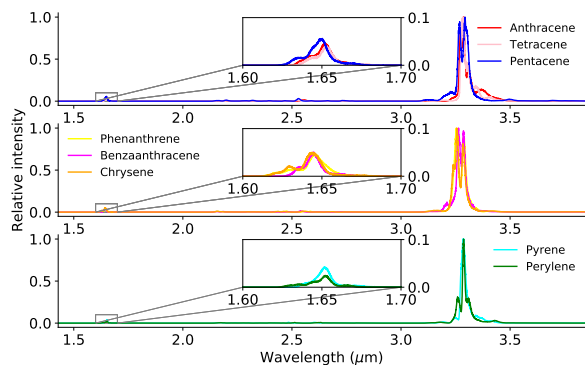 1.0
0.5
0.0
0.1
0.0
1.60 1.65 1.70
Anthracene
Tetracene
Pentacene
1.5 2.0 2.5 3.0 3.5
Relative intensity
1.0
0.5
0.0
Phenanthrene
Benzaanthracene
Chrysene
0.1
0.0
1.60 1.65 1.70
1.5 2.0 2.5 3.0 3.5
1.0
0.5
0.0
0.1
0.0
1.60 1.65 1.70
Pyrene
Perylene
1.5 2.0 2.5 3.0 3.5
Wavelength (μm)